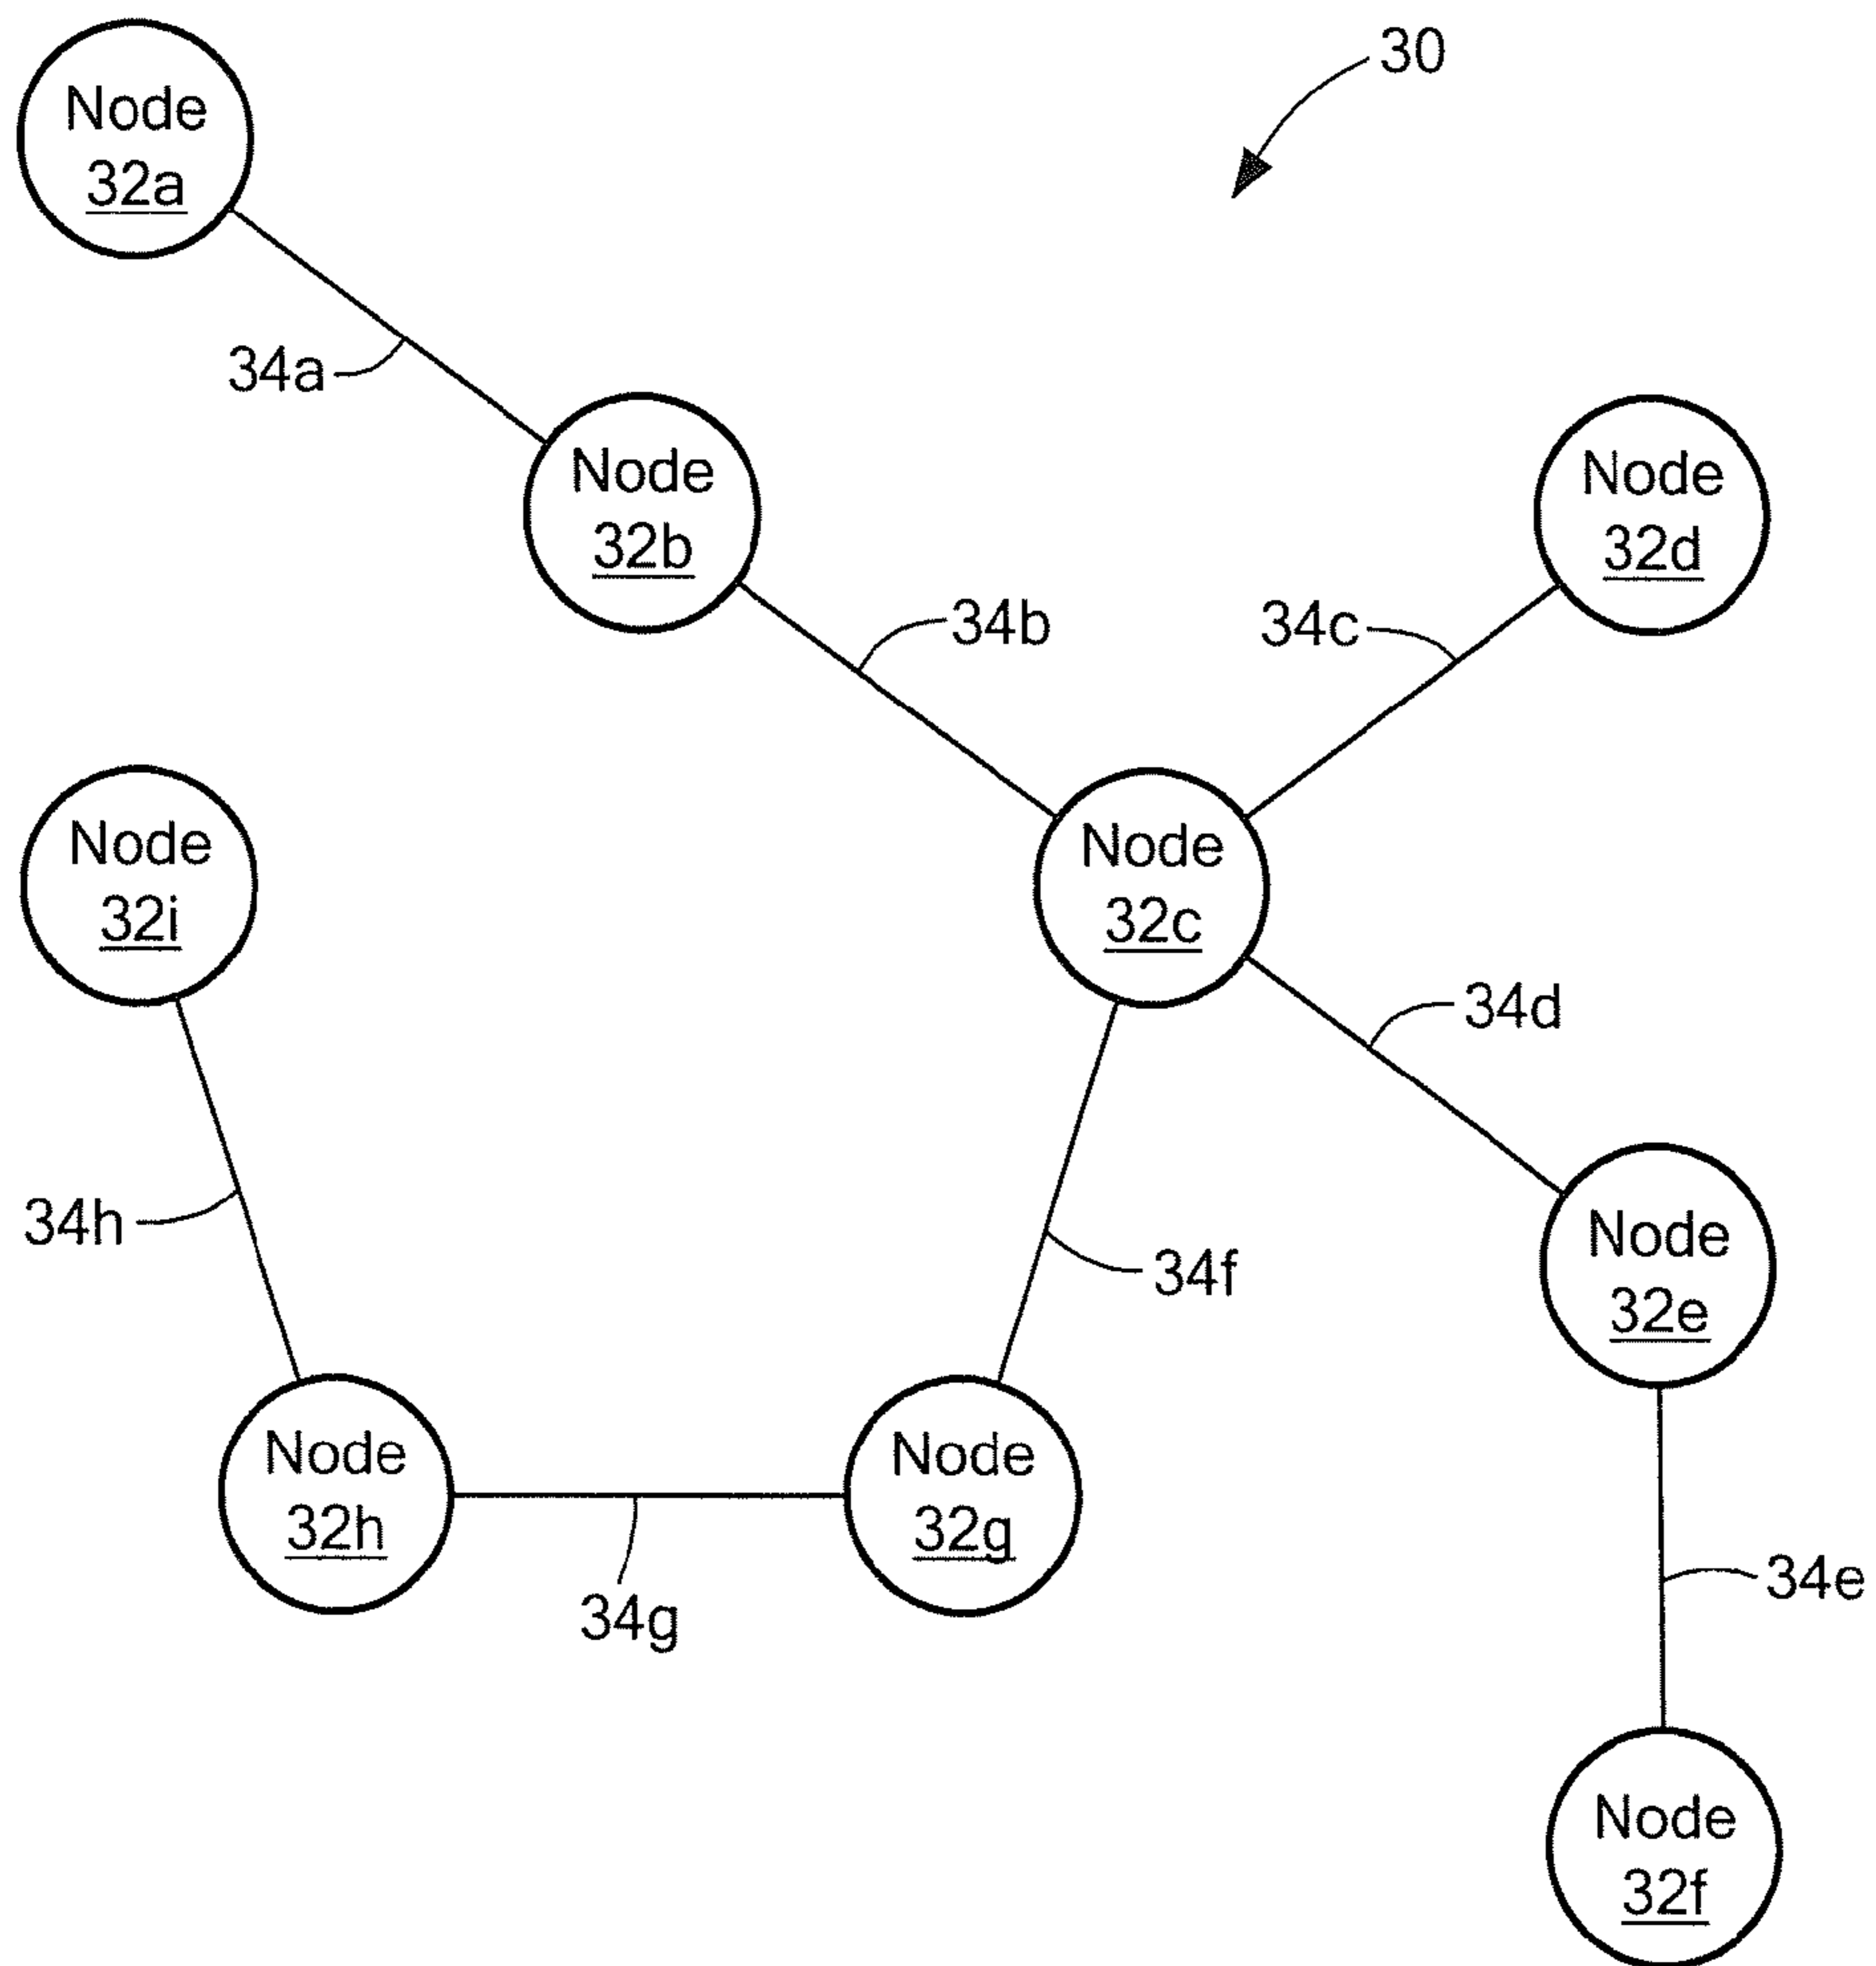 30
Node
32a
34a
Node
32b
Node
32d
34b
34c
Node
32i
Node
32c
34d
34h
34f
Node
32e
Node
32h
Node
32g
34g
34e
Node
32f